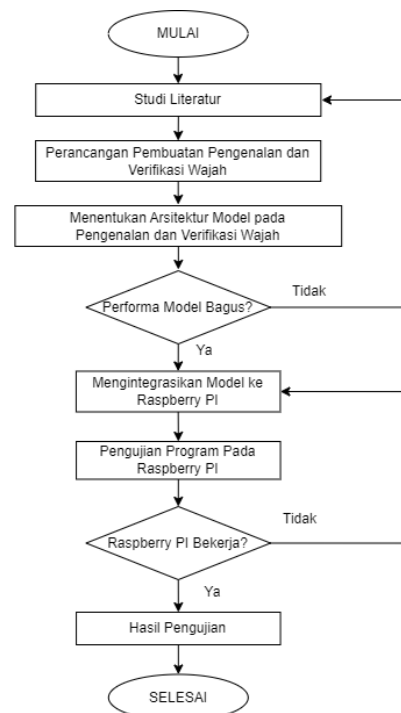 MULAI
Studi Literatur
Perancangan Pembuatan Pengenalan dan
Verifikasi Wajah
Menentukan Arsitektur Model pada
Pengenalan dan Verifikasi Wajah
Performa Model Bagus?
Tidak
Ya
Mengintegrasikan Model ke
Raspberry PI
Pengujian Program Pada
Raspberry PI
Raspberry PI Bekerja?
Tidak
Ya
Hasil Pengujian
SELESAI